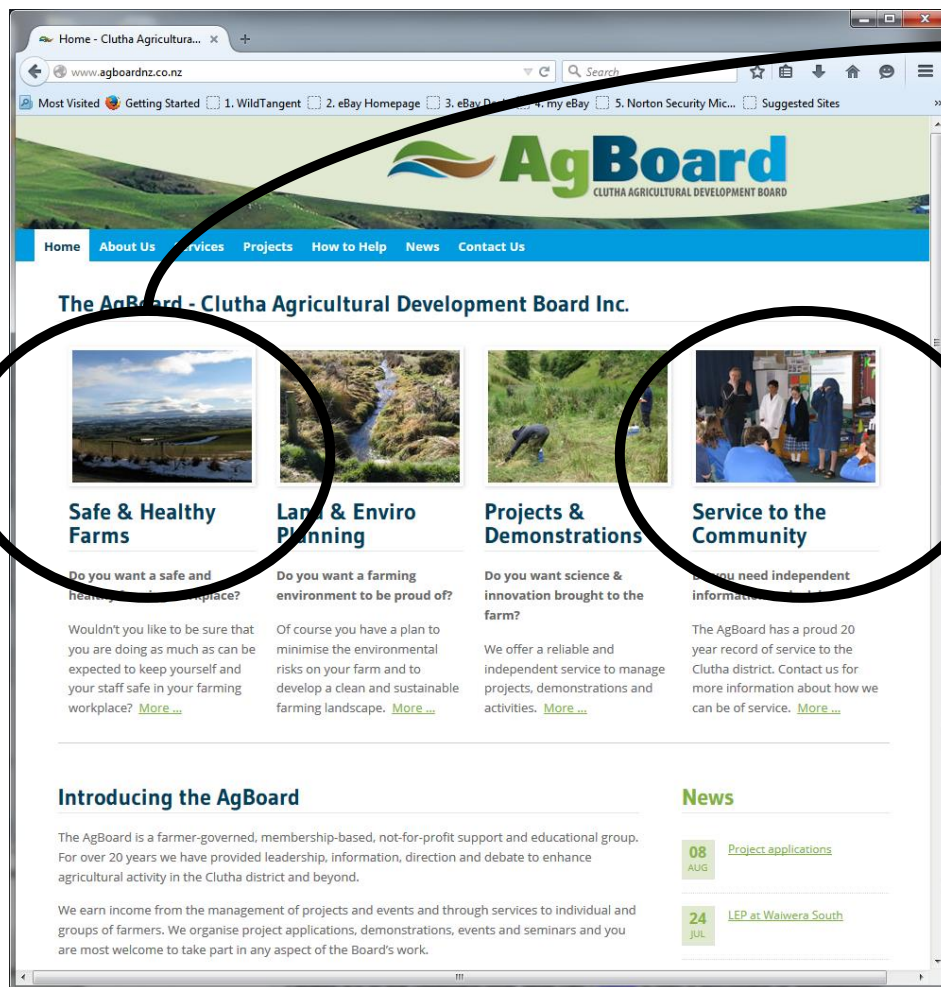 Home - Clutha Agricultura...
www.agboardnz.co.nz
Search
Most Visited Getting Started 1. WildTangent 2. eBay Homepage 3. eBay 4. my eBay 5. Norton Security Mic... Suggested Sites
AgBoard
CLUTHA AGRICULTURAL DEVELOPMENT BOARD
Home About Us Services Projects How to Help News Contact Us
The AgBoard - Clutha Agricultural Development Board Inc.
Safe & Healthy
Farms
Do you want a safe and
workplace?
Wouldn't you like to be sure that
you are doing as much as can be
expected to keep yourself and
your staff safe in your farming
workplace? More ...
Land & Enviro
Planning
Do you want a farming
environment to be proud of?
Of course you have a plan to
minimise the environmental
risks on your farm and to
develop a clean and sustainable
farming landscape. More ...
Projects &
Demonstrations
Do you want science &
innovation brought to the
farm?
We offer a reliable and
independent service to manage
projects, demonstrations and
activities. More ...
Service to the
Community
Do you need independent
The AgBoard has a proud 20
year record of service to the
Clutha district. Contact us for
more information about how we
can be of service. More ...
Introducing the AgBoard
The AgBoard is a farmer-governed, membership-based, not-for-profit support and educational group.
For over 20 years we have provided leadership, information, direction and debate to enhance
agricultural activity in the Clutha district and beyond.
We earn income from the management of projects and events and through services to individual and
groups of farmers. We organise project applications, demonstrations, events and seminars and you
are most welcome to take part in any aspect of the Board's work.
News
08
AUG
Project applications
24
JUL
LEP at Waiwera South